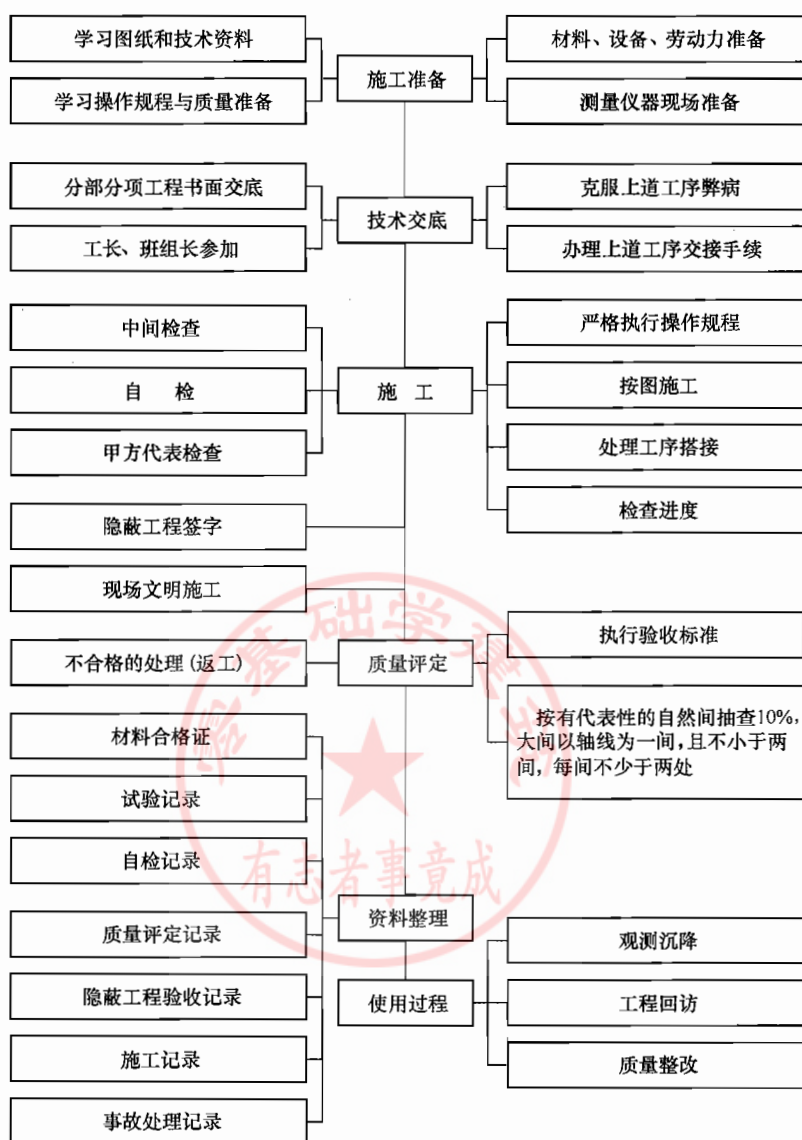 学习图纸和技术资料
学习操作规程与质量准备
施工准备
材料、设备、劳动力准备
测量仪器现场准备
分部分项工程书面交底
工长、班组长参加
技术交底
克服上道工序弊病
办理上道工序交接手续
中间检查
自 检
甲方代表检查
隐蔽工程签字
现场文明施工
施 工
严格执行操作规程
按图施工
处理工序搭接
检查进度
不合格的处理(返工)
质量评定
执行验收标准
按有代表性的自然间抽查10%,
大间以轴线为一间,且不小于两
间,每间不少于两处
材料合格证
试验记录
自检记录
质量评定记录
隐蔽工程验收记录
施工记录
事故处理记录
资料整理
使用过程
观测沉降
工程回访
质量整改
零基础学建筑
有志者事竟成